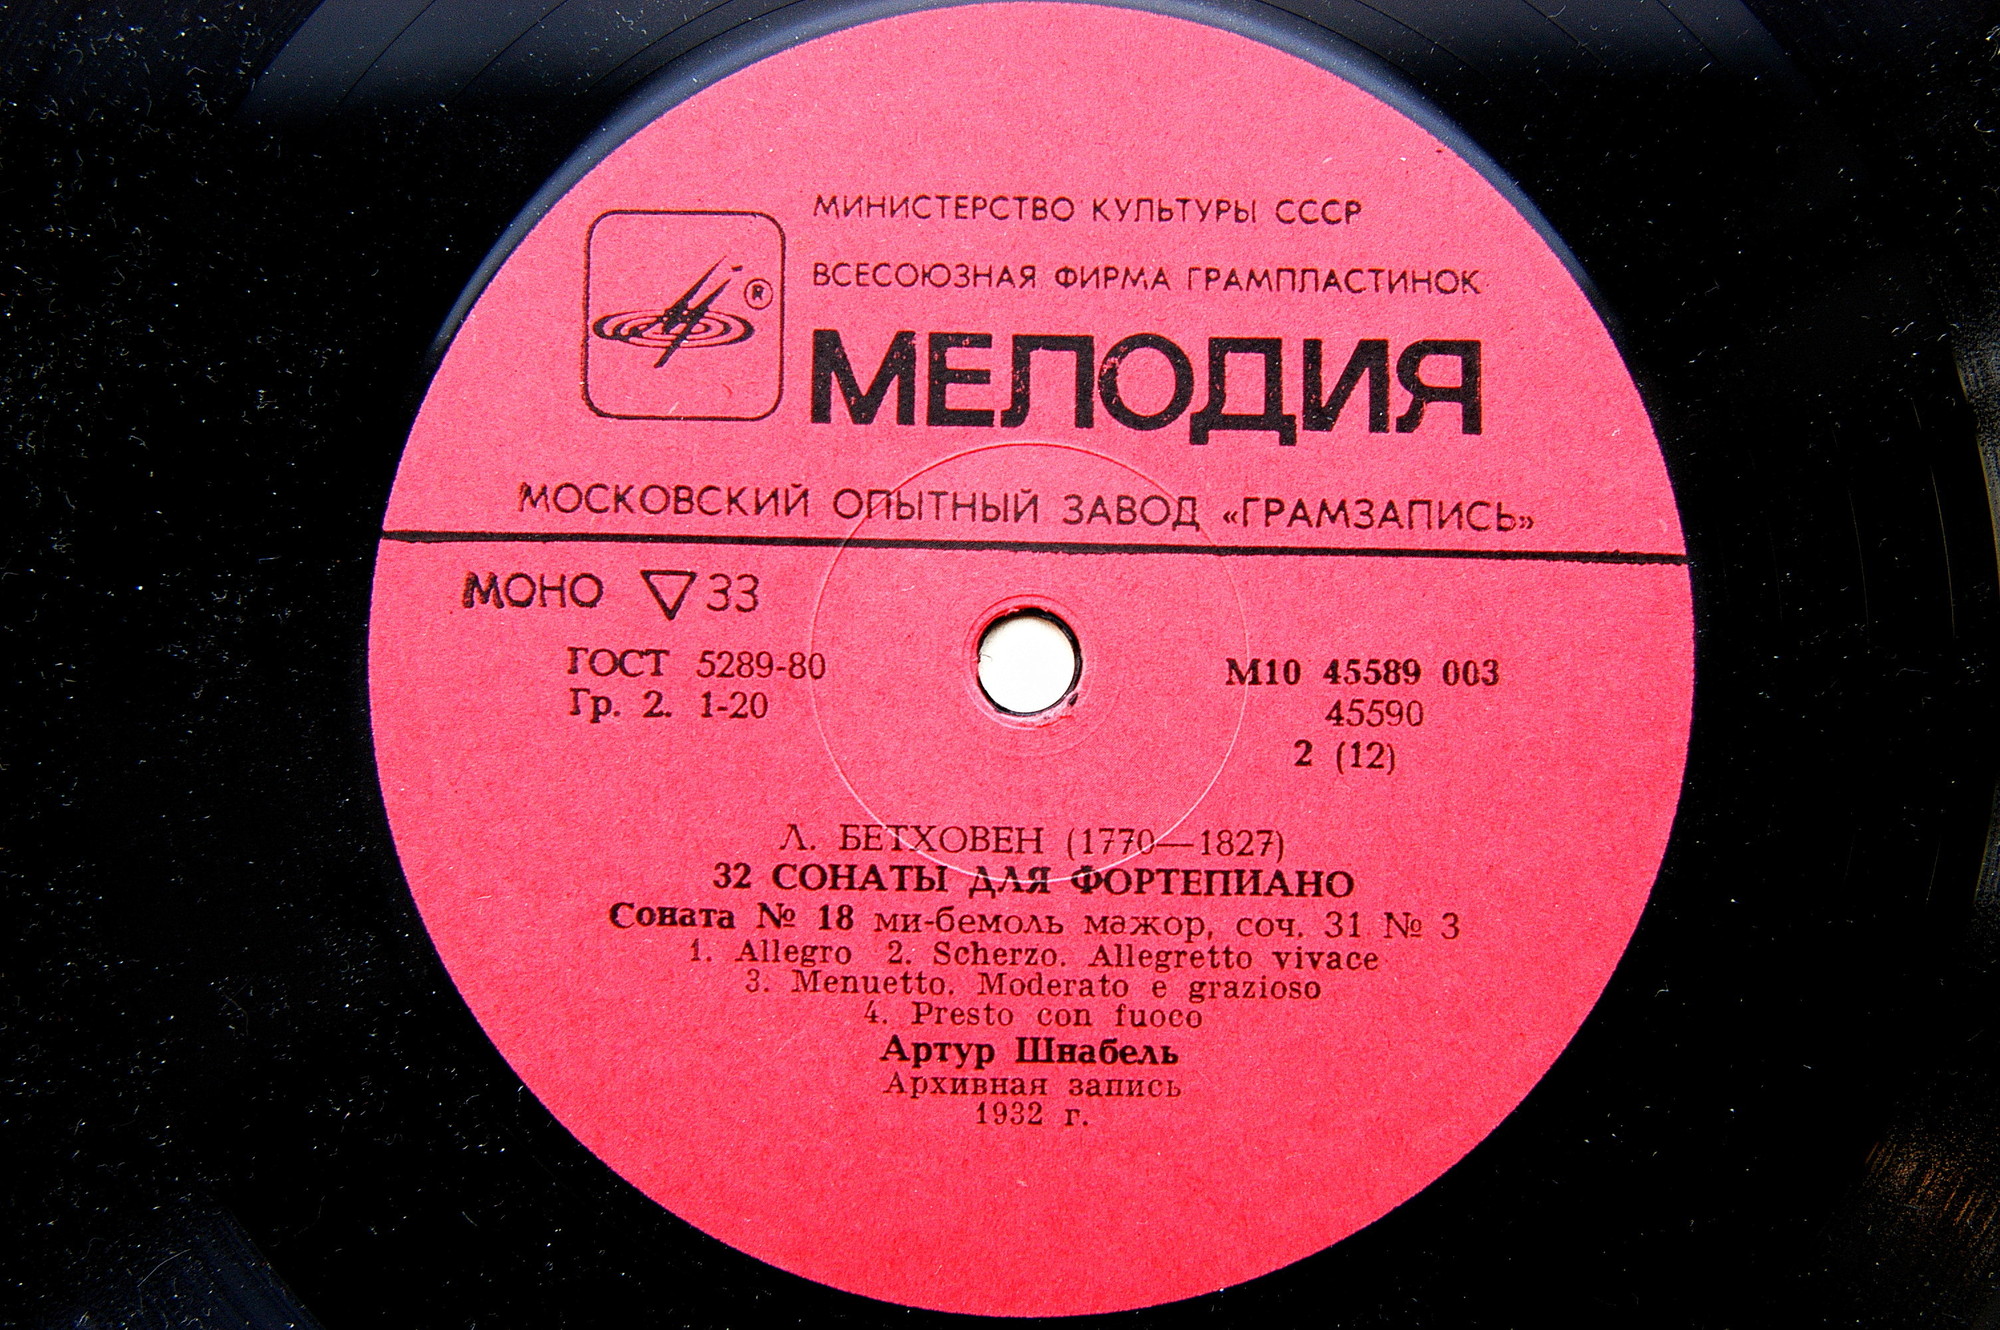 МИНИСТЕРСТВО КУЛЬТУРЫ СССР
ВСЕСОЮЗНАЯ ФИРМА ГРАМПЛАСТИНОК
®
МЕЛОДИЯ
МОСКОВСКИЙ ОПЫТНЫЙ ЗАВОД «ГРАМЗАПИСЬ»
МОНО ▽ 33
ГОСТ 5289-80
Гр. 2. 1-20
М10 45589 003
45590
2 (12)
Л. БЕТХОВЕН (1770—1827)
32 СОНАТЫ ДЛЯ ФОРТЕПИАНО
Соната № 18 ми-бемоль мажор, соч. 31 № 3
1. Allegro 2. Scherzo. Allegretto vivace
3. Menuetto. Moderato e grazioso
4. Presto con fuoco
Артур Шнабель
Архивная запись
1932 г.